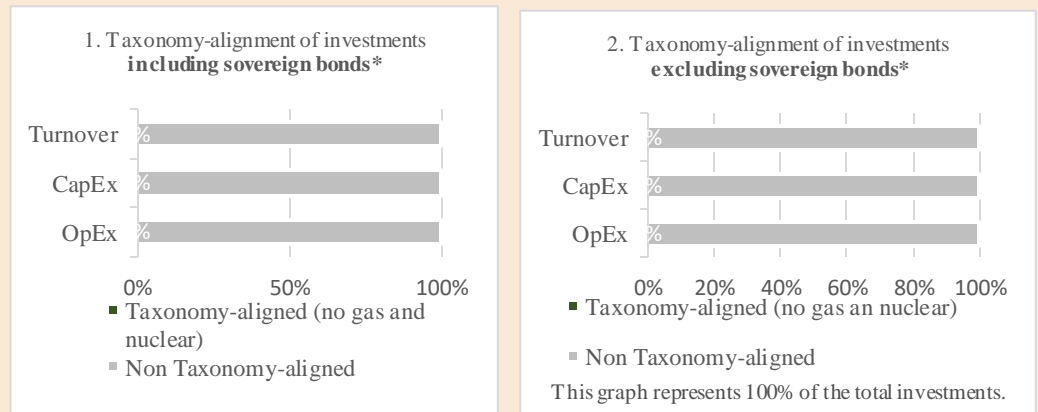 1. Taxonomy-alignment of investments
including sovereign bonds*
Turnover
%
CapEx
%
OpEx
%
0% 50% 100%
Taxonomy-aligned (no gas and
nuclear)
Non Taxonomy-aligned
2. Taxonomy-alignment of investments
excluding sovereign bonds*
Turnover
%
CapEx
%
OpEx
%
0% 20% 40% 60% 80% 100%
Taxonomy-aligned (no gas an nuclear)
Non Taxonomy-aligned
This graph represents 100% of the total investments.